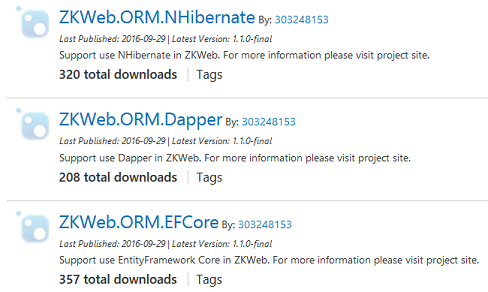 ZKWeb.ORM.NHibernate By: 303248153
Last Published: 2016-09-29 | Latest Version: 1.1.0-final
Support use NHibernate in ZKWeb. For more information please visit project site.
320 total downloads | Tags
ZKWeb.ORM.Dapper By: 303248153
Last Published: 2016-09-29 | Latest Version: 1.1.0-final
Support use Dapper in ZKWeb. For more information please visit project site.
208 total downloads | Tags
ZKWeb.ORM.EFCore By: 303248153
Last Published: 2016-09-29 | Latest Version: 1.1.0-final
Support use EntityFramework Core in ZKWeb. For more information please visit project site.
357 total downloads | Tags